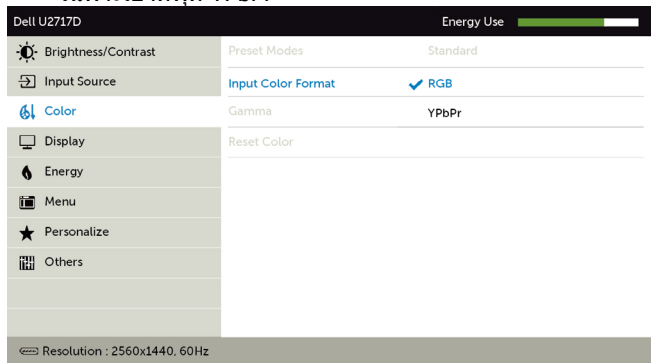 Dell U2717D Energy Use
Brightness/Contrast Preset Modes Standard
Input Source Input Color Format RGB
Color Gamma YPbPr
Display Reset Color
Energy
Menu
Personalize
Others
Resolution : 2560x1440, 60Hz